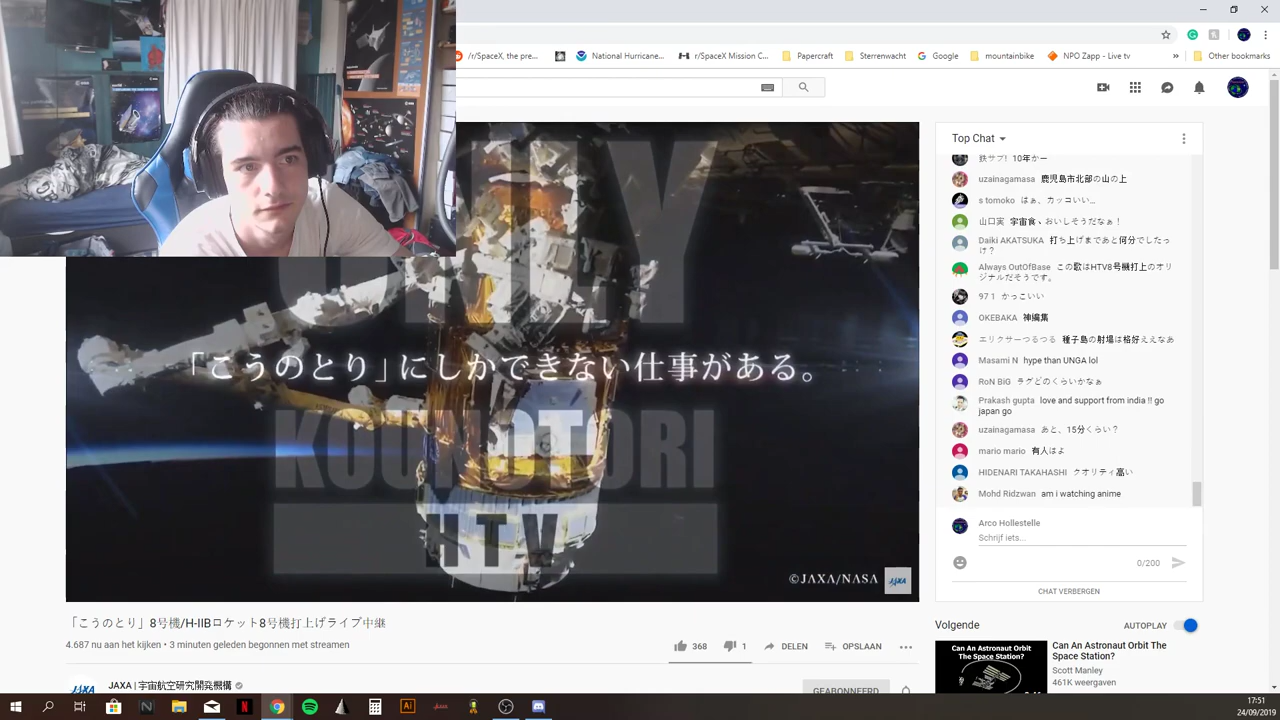 /r/SpaceX, the pre...
National Hurricane...
r/SpaceX Mission C...
Papercraft
Sterrenwacht
Google
mountainbike
NPO Zapp - Live tv
»
Other bookmarks
ONLY
「こうのとり」にしかできない仕事がある。
KOUNOTORI
HTV
©JAXA/NASA
JAXA
Top Chat
鉄サブ! 10年かー
uzainagamasa 鹿児島市北部の山の上
s tomoko はぁ、カッコいい...
山口実 宇宙食、おいしそうだなぁ！
Daiki AKATSUKA 打ち上げまであと何分でしたっ
け？
Always OutOfBase この歌はHTV8号機打上のオリ
ジナルだそうです。
97 1 かっこいい
OKEBAKA 神編集
エリクサーつるつる 種子島の射場は格好ええなあ
Masami N hype than UNGA lol
RoN BiG ラグどのくらいかなぁ
Prakash gupta love and support from india !! go
japan go
uzainagamasa あと、15分くらい？
mario mario 有人はよ
HIDENARI TAKAHASHI クオリティ高い
Mohd Ridzwan am i watching anime
Arco Hollestelle
Schrijf iets...
0/200
CHAT VERBERGEN
「こうのとり」8号機/H-IIBロケット8号機打上げライブ中継
4.687 nu aan het kijken • 3 minuten geleden begonnen met streamen
368
1
DELEN
OPSLAAN
JAXA | 宇宙航空研究開発機構
GEABONNEERD
Volgende
AUTOPLAY
Can An Astronaut Orbit
The Space Station?
Can An Astronaut Orbit The
Space Station?
Scott Manley
461K weergaven
17:51
24/09/2019